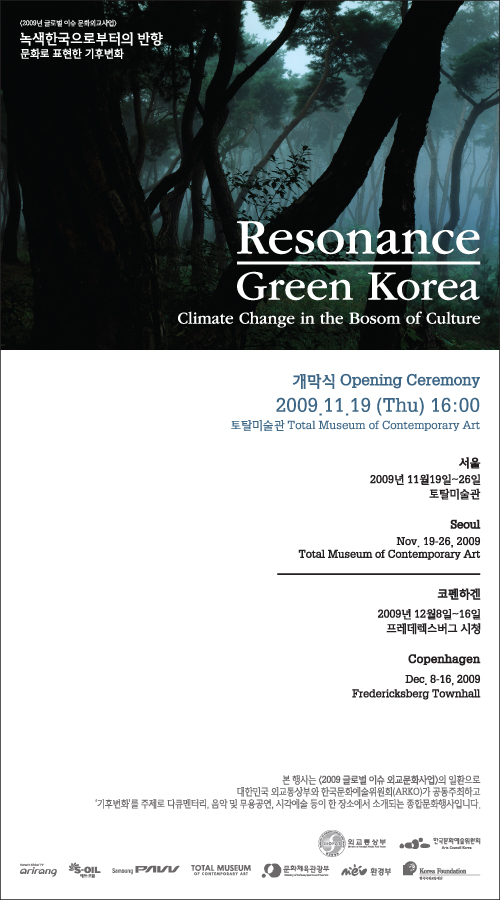 〈2009년 글로벌 이슈 문화외교사업〉
녹색한국으로부터의 반향
문화로 표현한 기후변화
Resonance
Green Korea
Climate Change in the Bosom of Culture
개막식 Opening Ceremony
2009.11.19 (Thu) 16:00
토탈미술관 Total Museum of Contemporary Art
서울
2009년 11월19일~26일
토탈미술관
Seoul
Nov. 19-26, 2009
Total Museum of Contemporary Art
코펜하겐
2009년 12월8일~16일
프레데렉스버그 시청
Copenhagen
Dec. 8-16, 2009
Fredericksberg Townhall
본 행사는 〈2009 글로벌 이슈 외교문화사업〉의 일환으로
대한민국 외교통상부와 한국문화예술위원회(ARKO)가 공동주최하고
'기후변화'를 주제로 다큐멘터리, 음악 및 무용공연, 시각예술 등이 한 장소에서 소개되는 종합문화행사입니다.
외교통상부 한국문화예술위원회
Arts Council Korea
arirang S-OIL Samsung PAVV TOTAL MUSEUM OF CONTEMPORARY ART 문화체육관광부 환경부 Korea Foundation